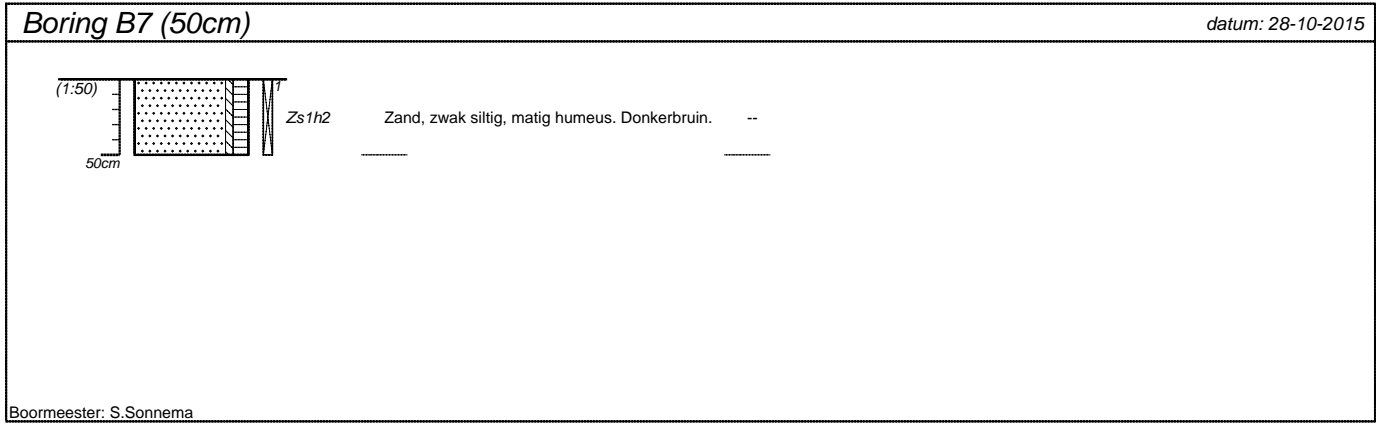 Boring B7 (50cm)
datum: 28-10-2015
(1:50)
1
Zs1h2
Zand, zwak siltig, matig humeus. Donkerbruin.
--
50cm
Boormeester: S.Sonnema